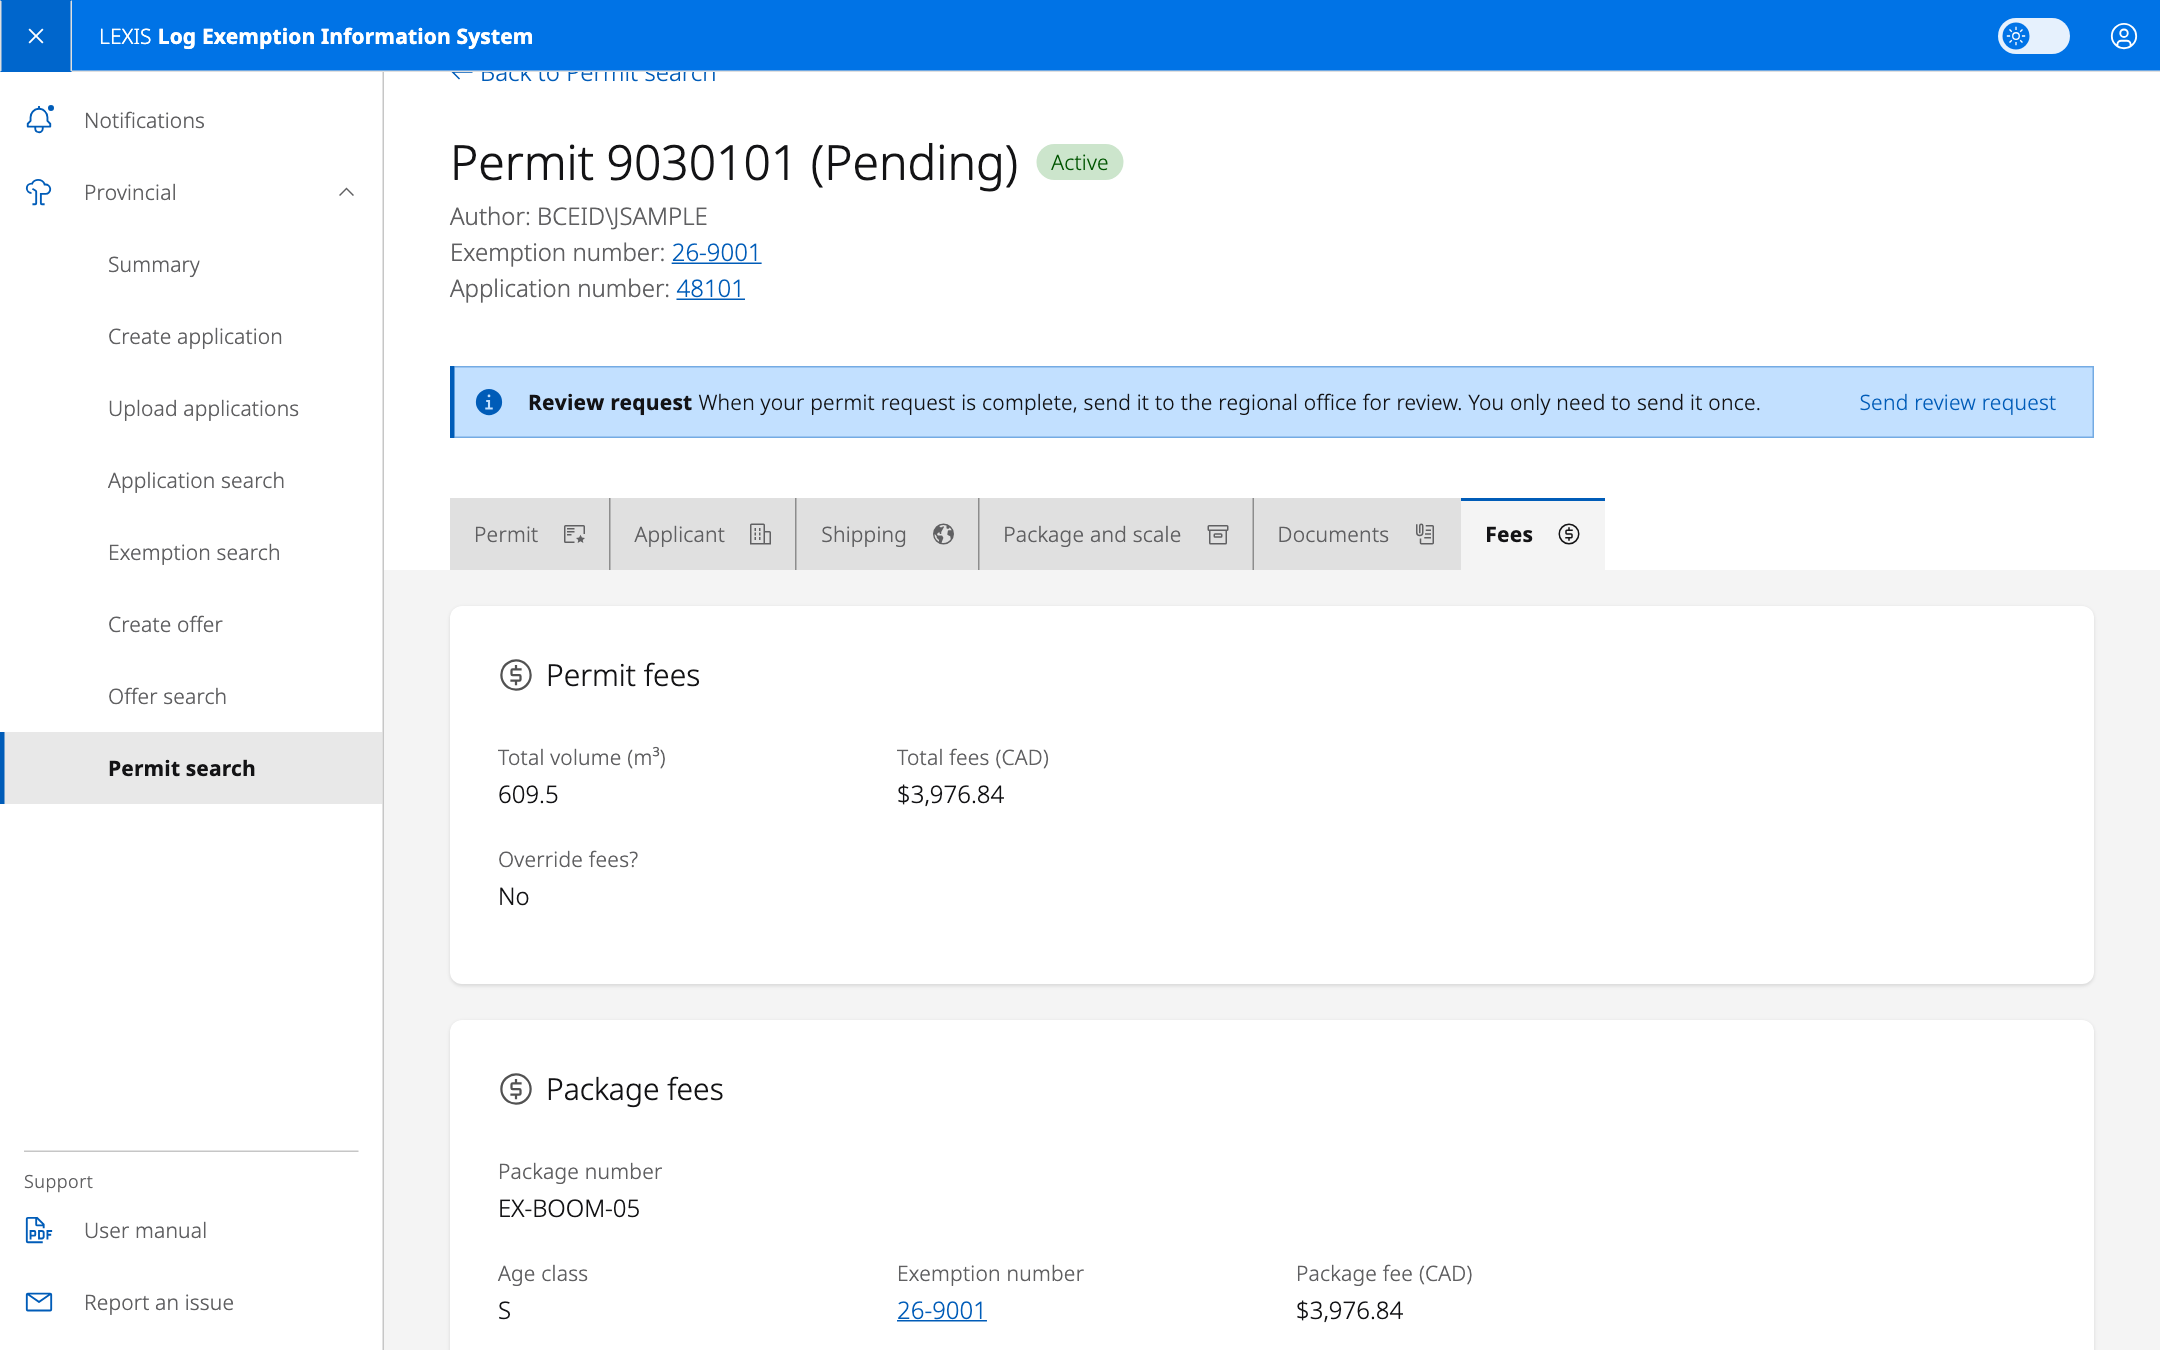 LEXIS Log Exemption Information System
← Back to Permit search
Notifications
Provincial
Summary
Create application
Upload applications
Application search
Exemption search
Create offer
Offer search
Permit search
Support
PDF
User manual
Report an issue
Permit 9030101 (Pending) Active
Author: BCEID\JSAMPLE
Exemption number: 26-9001
Application number: 48101
Review request When your permit request is complete, send it to the regional office for review. You only need to send it once. Send review request
Permit Applicant Shipping Package and scale Documents Fees
Permit fees
Total volume (m³) Total fees (CAD)
609.5 $3,976.84
Override fees?
No
Package fees
Package number
EX-BOOM-05
Age class Exemption number Package fee (CAD)
S 26-9001 $3,976.84